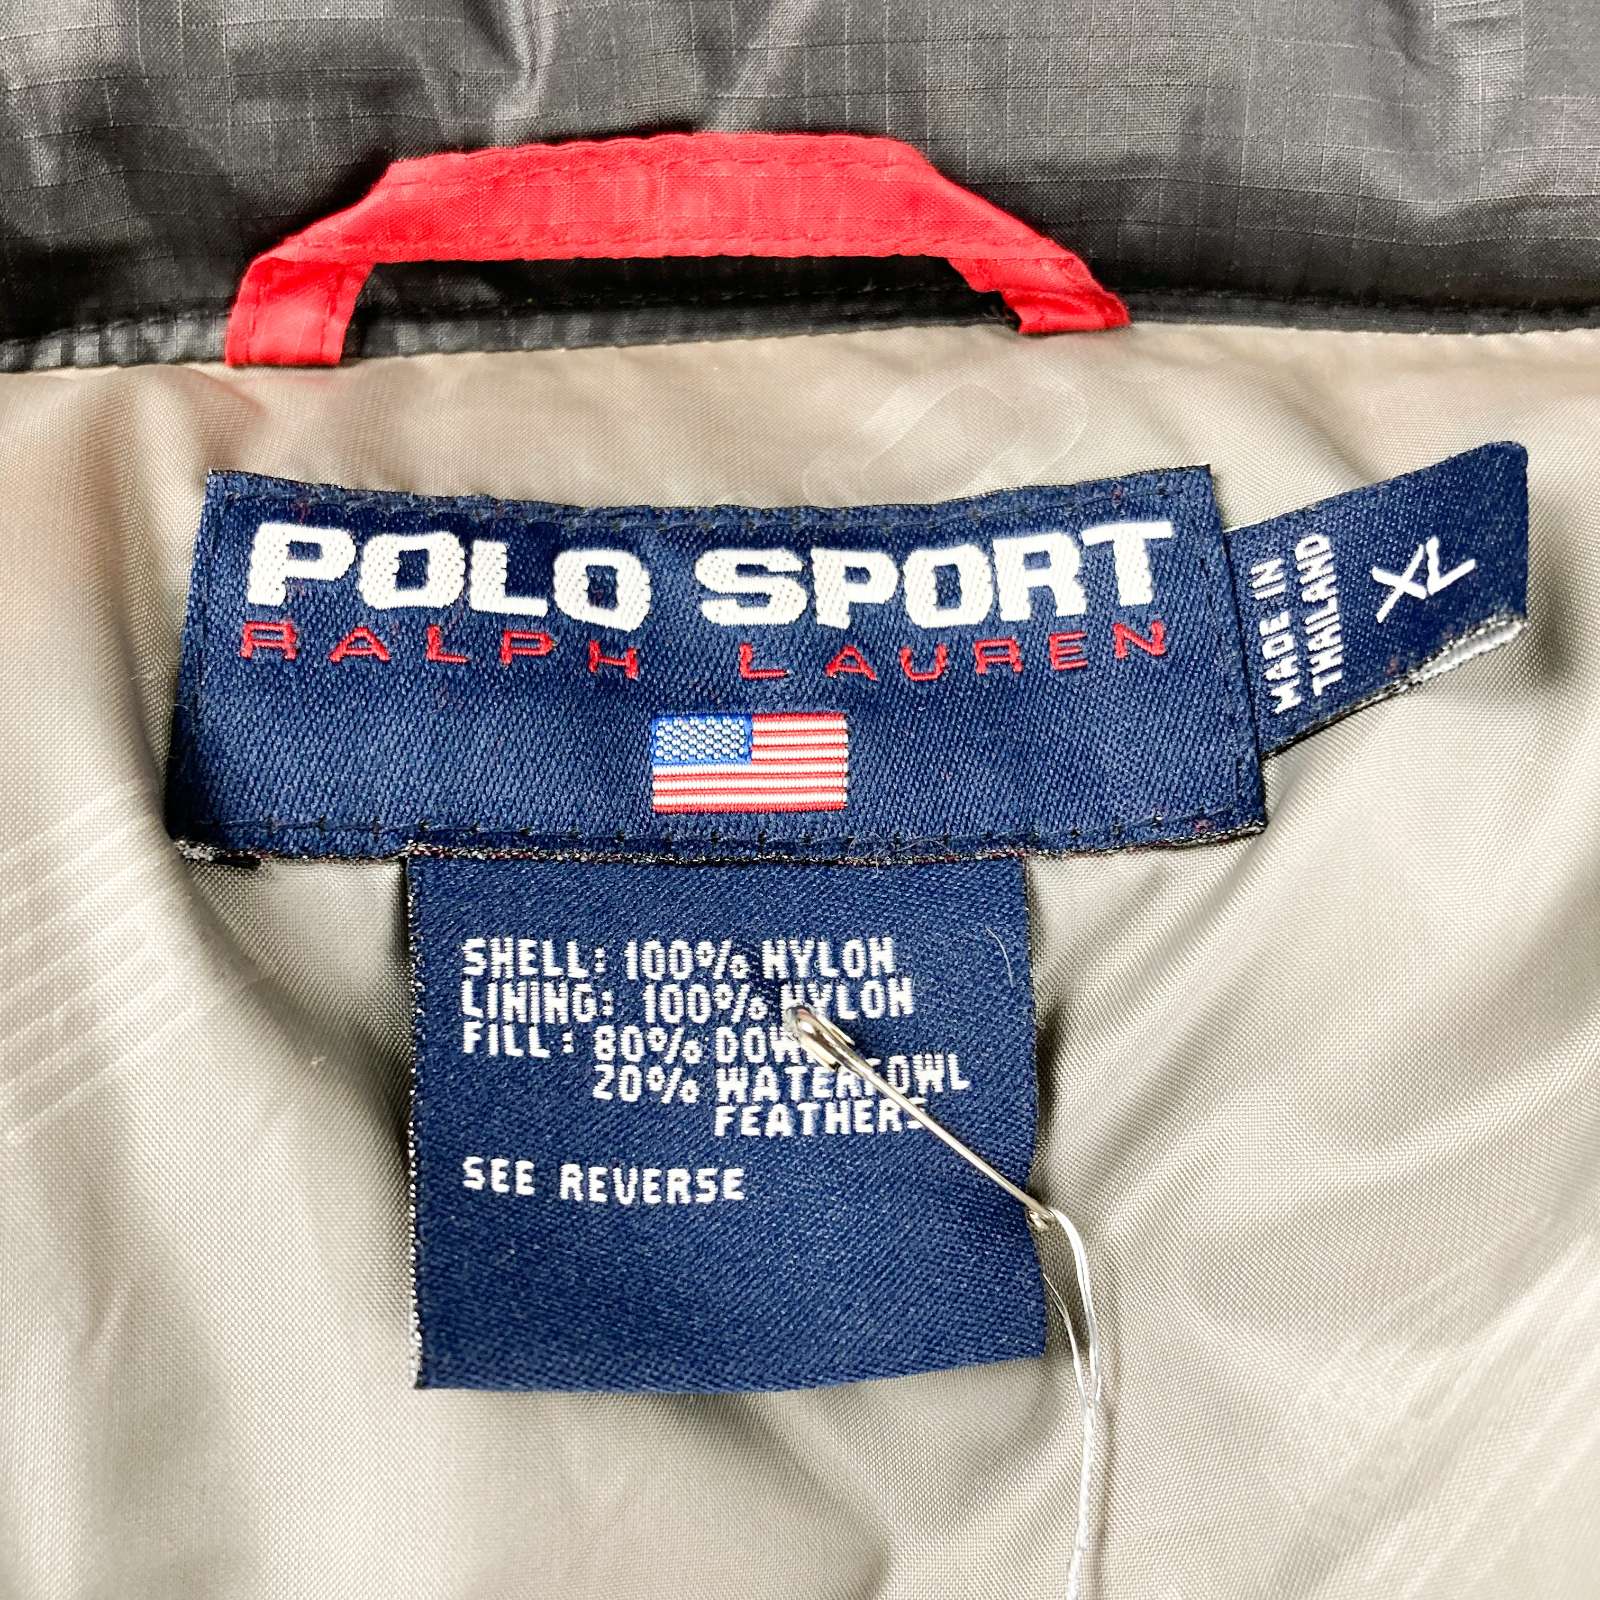 POLO SPORT
RALPH LAUREN
MADE IN
THAILAND
XL
SHELL: 100% NYLON
LINING: 100% NYLON
FILL: 80% DOWN
20% WATERFOWL
FEATHERS
SEE REVERSE